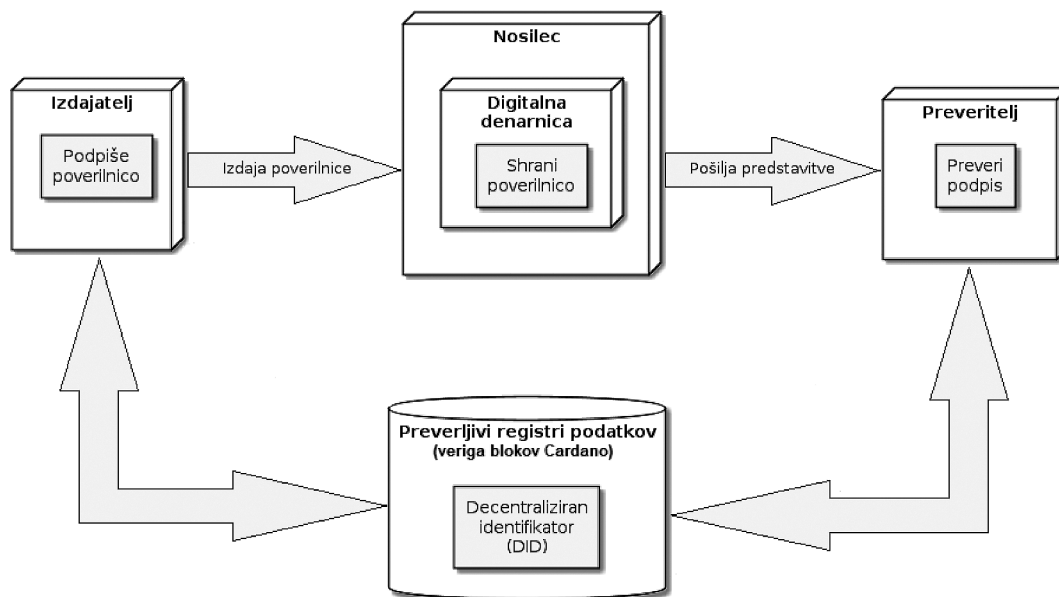 Izdajatelj
Podpiše
poverilnico
Izdaja poverilnice
Nosilec
Digitalna
denarnica
Shrani
poverilnico
Pošilja predstavitve
Preveritelj
Preveri
podpis
Preverljivi registri podatkov
(veriga blokov Cardano)
Decentraliziran
identifikator
(DID)